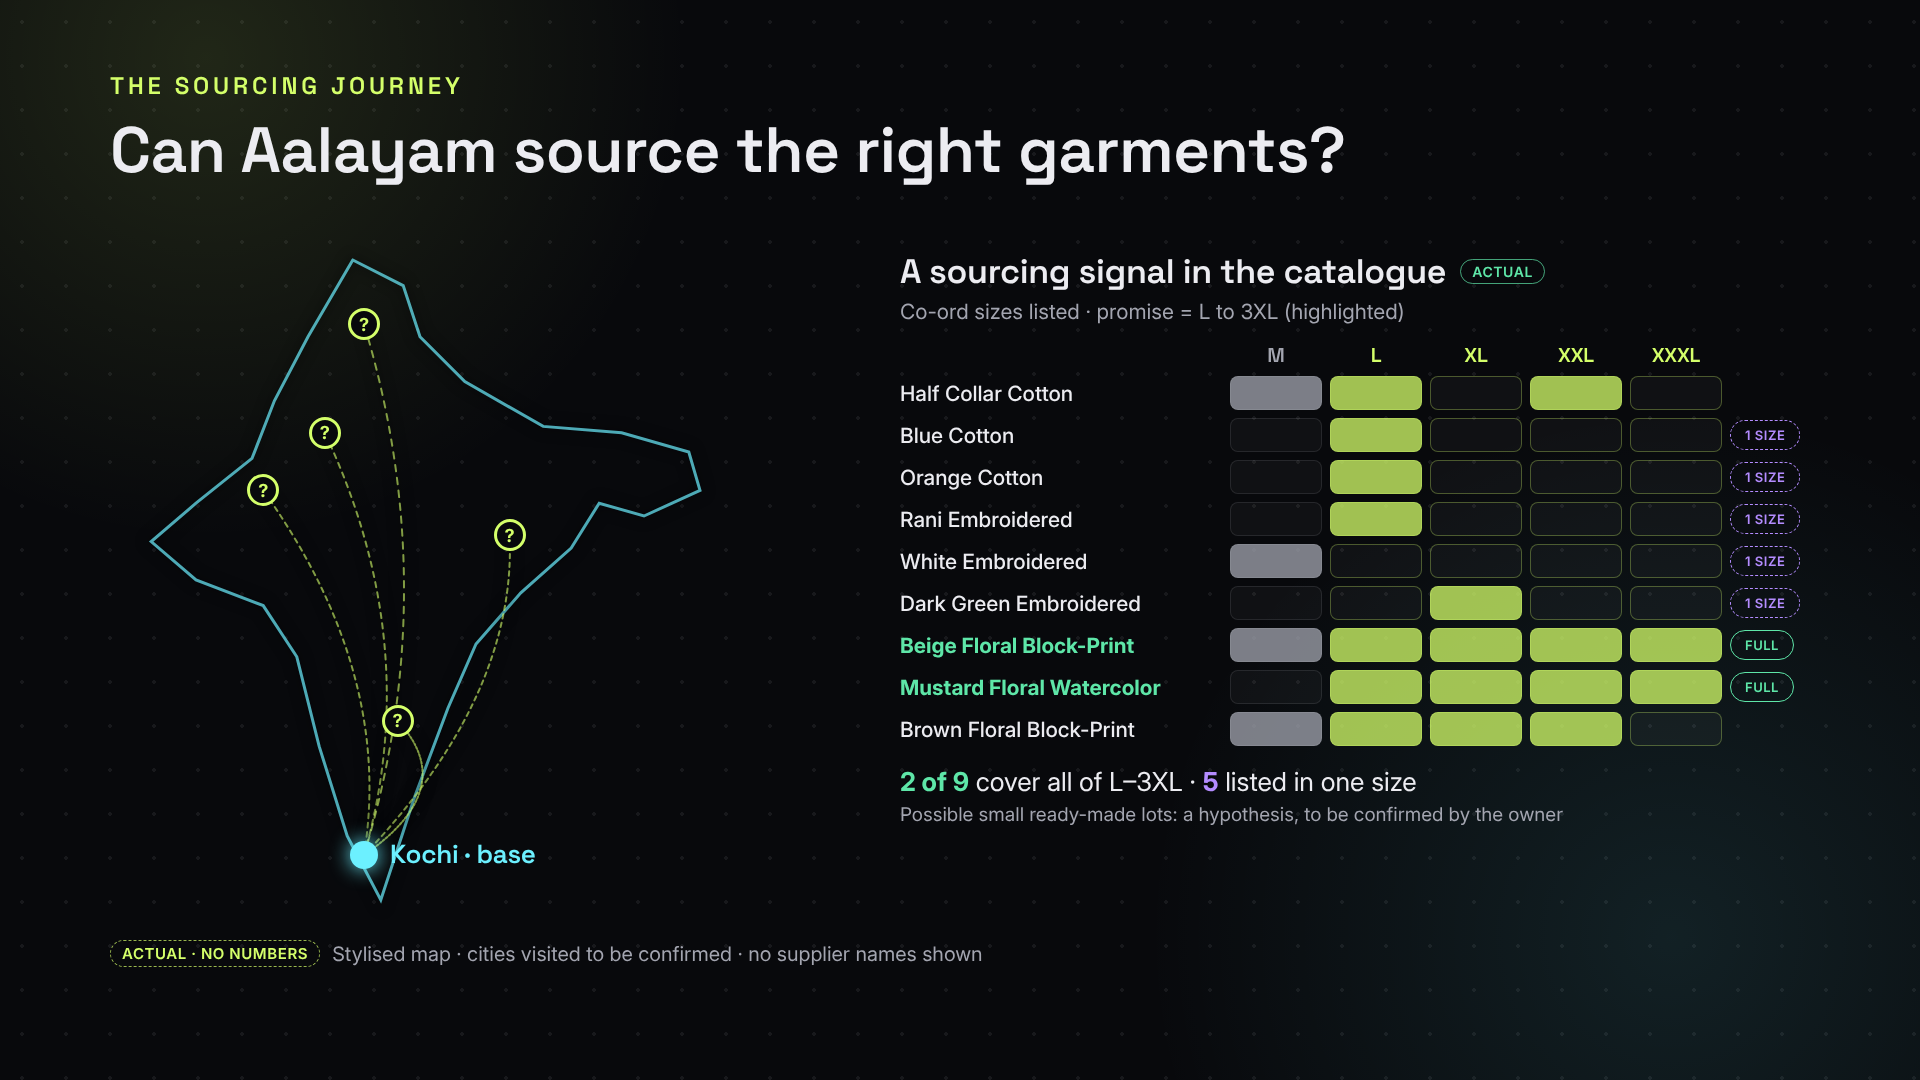 THE SOURCING JOURNEY
Can Aalayam source the right garments?
?
?
?
?
?
Kochi · base
ACTUAL · NO NUMBERS Stylised map · cities visited to be confirmed · no supplier names shown
A sourcing signal in the catalogue ACTUAL
Co-ord sizes listed · promise = L to 3XL (highlighted)
M L XL XXL XXXL
Half Collar Cotton
Blue Cotton 1 SIZE
Orange Cotton 1 SIZE
Rani Embroidered 1 SIZE
White Embroidered 1 SIZE
Dark Green Embroidered 1 SIZE
Beige Floral Block-Print FULL
Mustard Floral Watercolor FULL
Brown Floral Block-Print
2 of 9 cover all of L–3XL · 5 listed in one size
Possible small ready-made lots: a hypothesis, to be confirmed by the owner